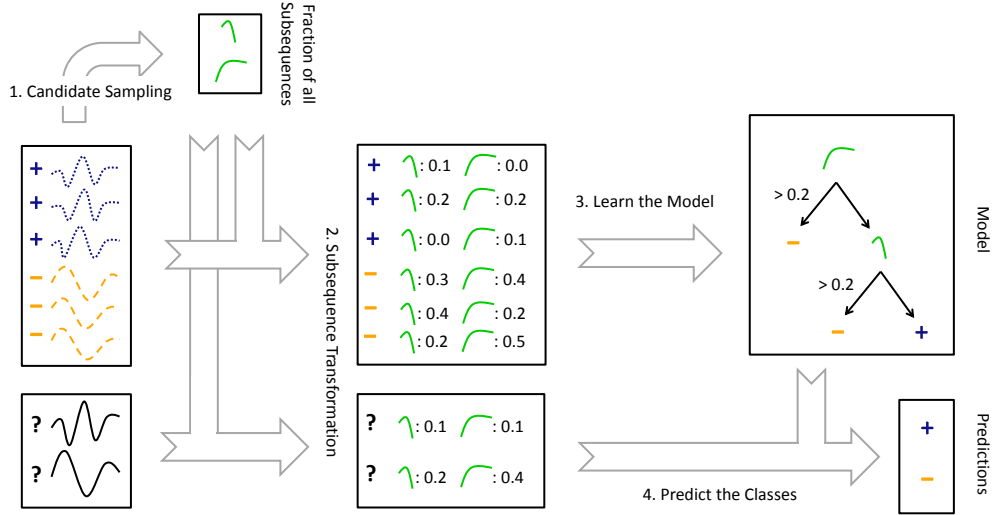 Fraction of all
Subsequences
1. Candidate Sampling
+
+
+
−
−
−
?
?
2. Subsequence Transformation
+ : 0.1 : 0.0
+ : 0.2 : 0.2
+ : 0.0 : 0.1
− : 0.3 : 0.4
− : 0.4 : 0.2
− : 0.2 : 0.5
? : 0.1 : 0.1
? : 0.2 : 0.4
3. Learn the Model
> 0.2
−
> 0.2
− +
Model
4. Predict the Classes
+
−
Predictions